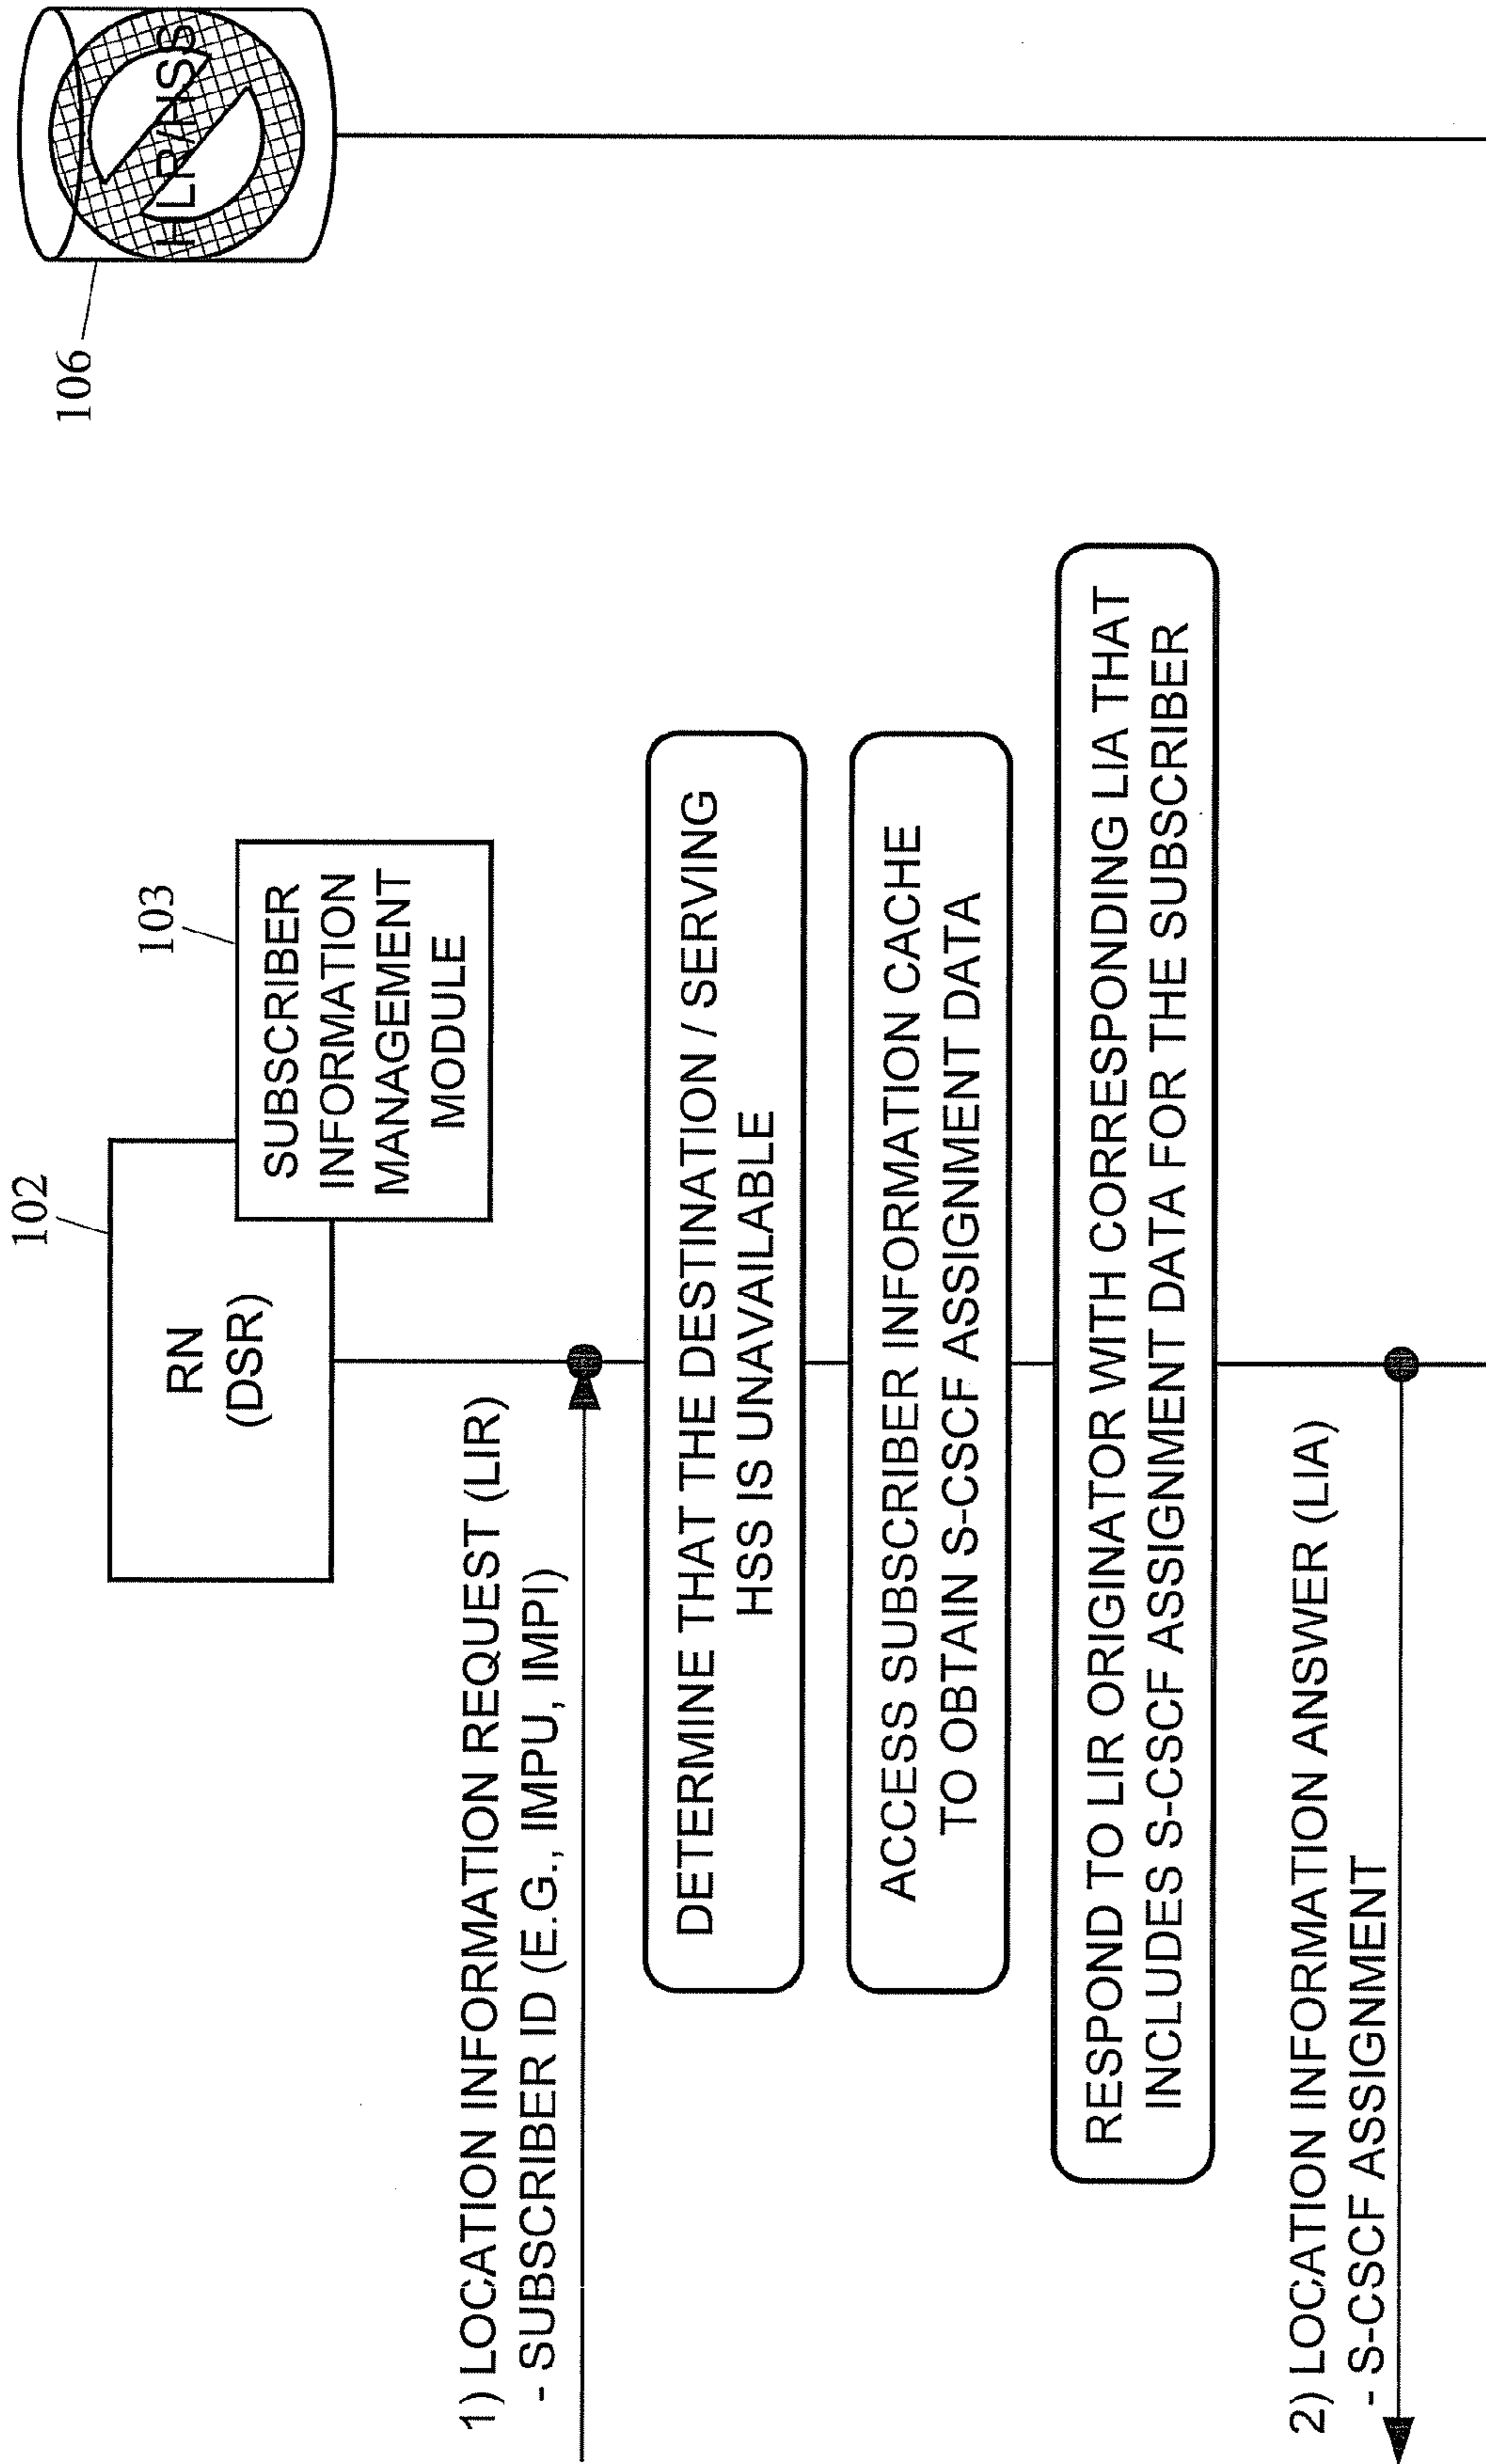 102
RN
(DSR)
103
SUBSCRIBER
INFORMATION
MANAGEMENT
MODULE
106
HLR/HSS
1) LOCATION INFORMATION REQUEST (LIR)
- SUBSCRIBER ID (E.G., IMPU, IMPI)
DETERMINE THAT THE DESTINATION / SERVING
HSS IS UNAVAILABLE
ACCESS SUBSCRIBER INFORMATION CACHE
TO OBTAIN S-CSCF ASSIGNMENT DATA
RESPOND TO LIR ORIGINATOR WITH CORRESPONDING LIA THAT
INCLUDES S-CSCF ASSIGNMENT DATA FOR THE SUBSCRIBER
2) LOCATION INFORMATION ANSWER (LIA)
- S-CSCF ASSIGNMENT